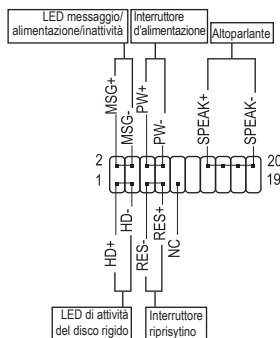 LED messaggio/
alimentazione/inattività
Interruttore
d'alimentazione
Altoparlante
MSG+
MSG-
PW+
PW-
SPEAK+
SPEAK-
2
20
1
19
HD+
HD-
RES-
RES+
NC
LED di attività
del disco rigido
Interruttore
riprisytino